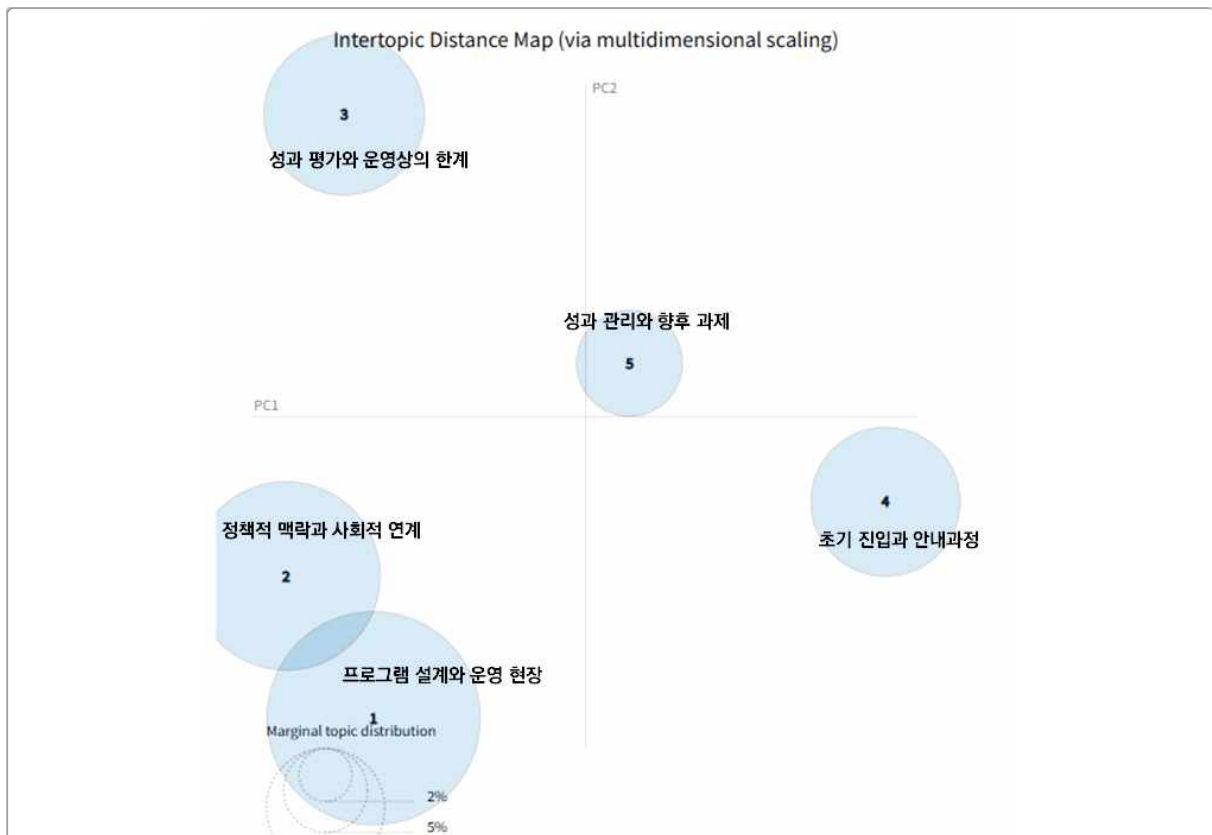 Intertopic Distance Map (via multidimensional scaling)
PC2
3
성과 평가와 운영상의 한계
성과 관리와 향후 과제
5
PC1
4
초기 진입과 안내과정
정책적 맥락과 사회적 연계
2
프로그램 설계와 운영 현장
1
Marginal topic distribution
2%
5%